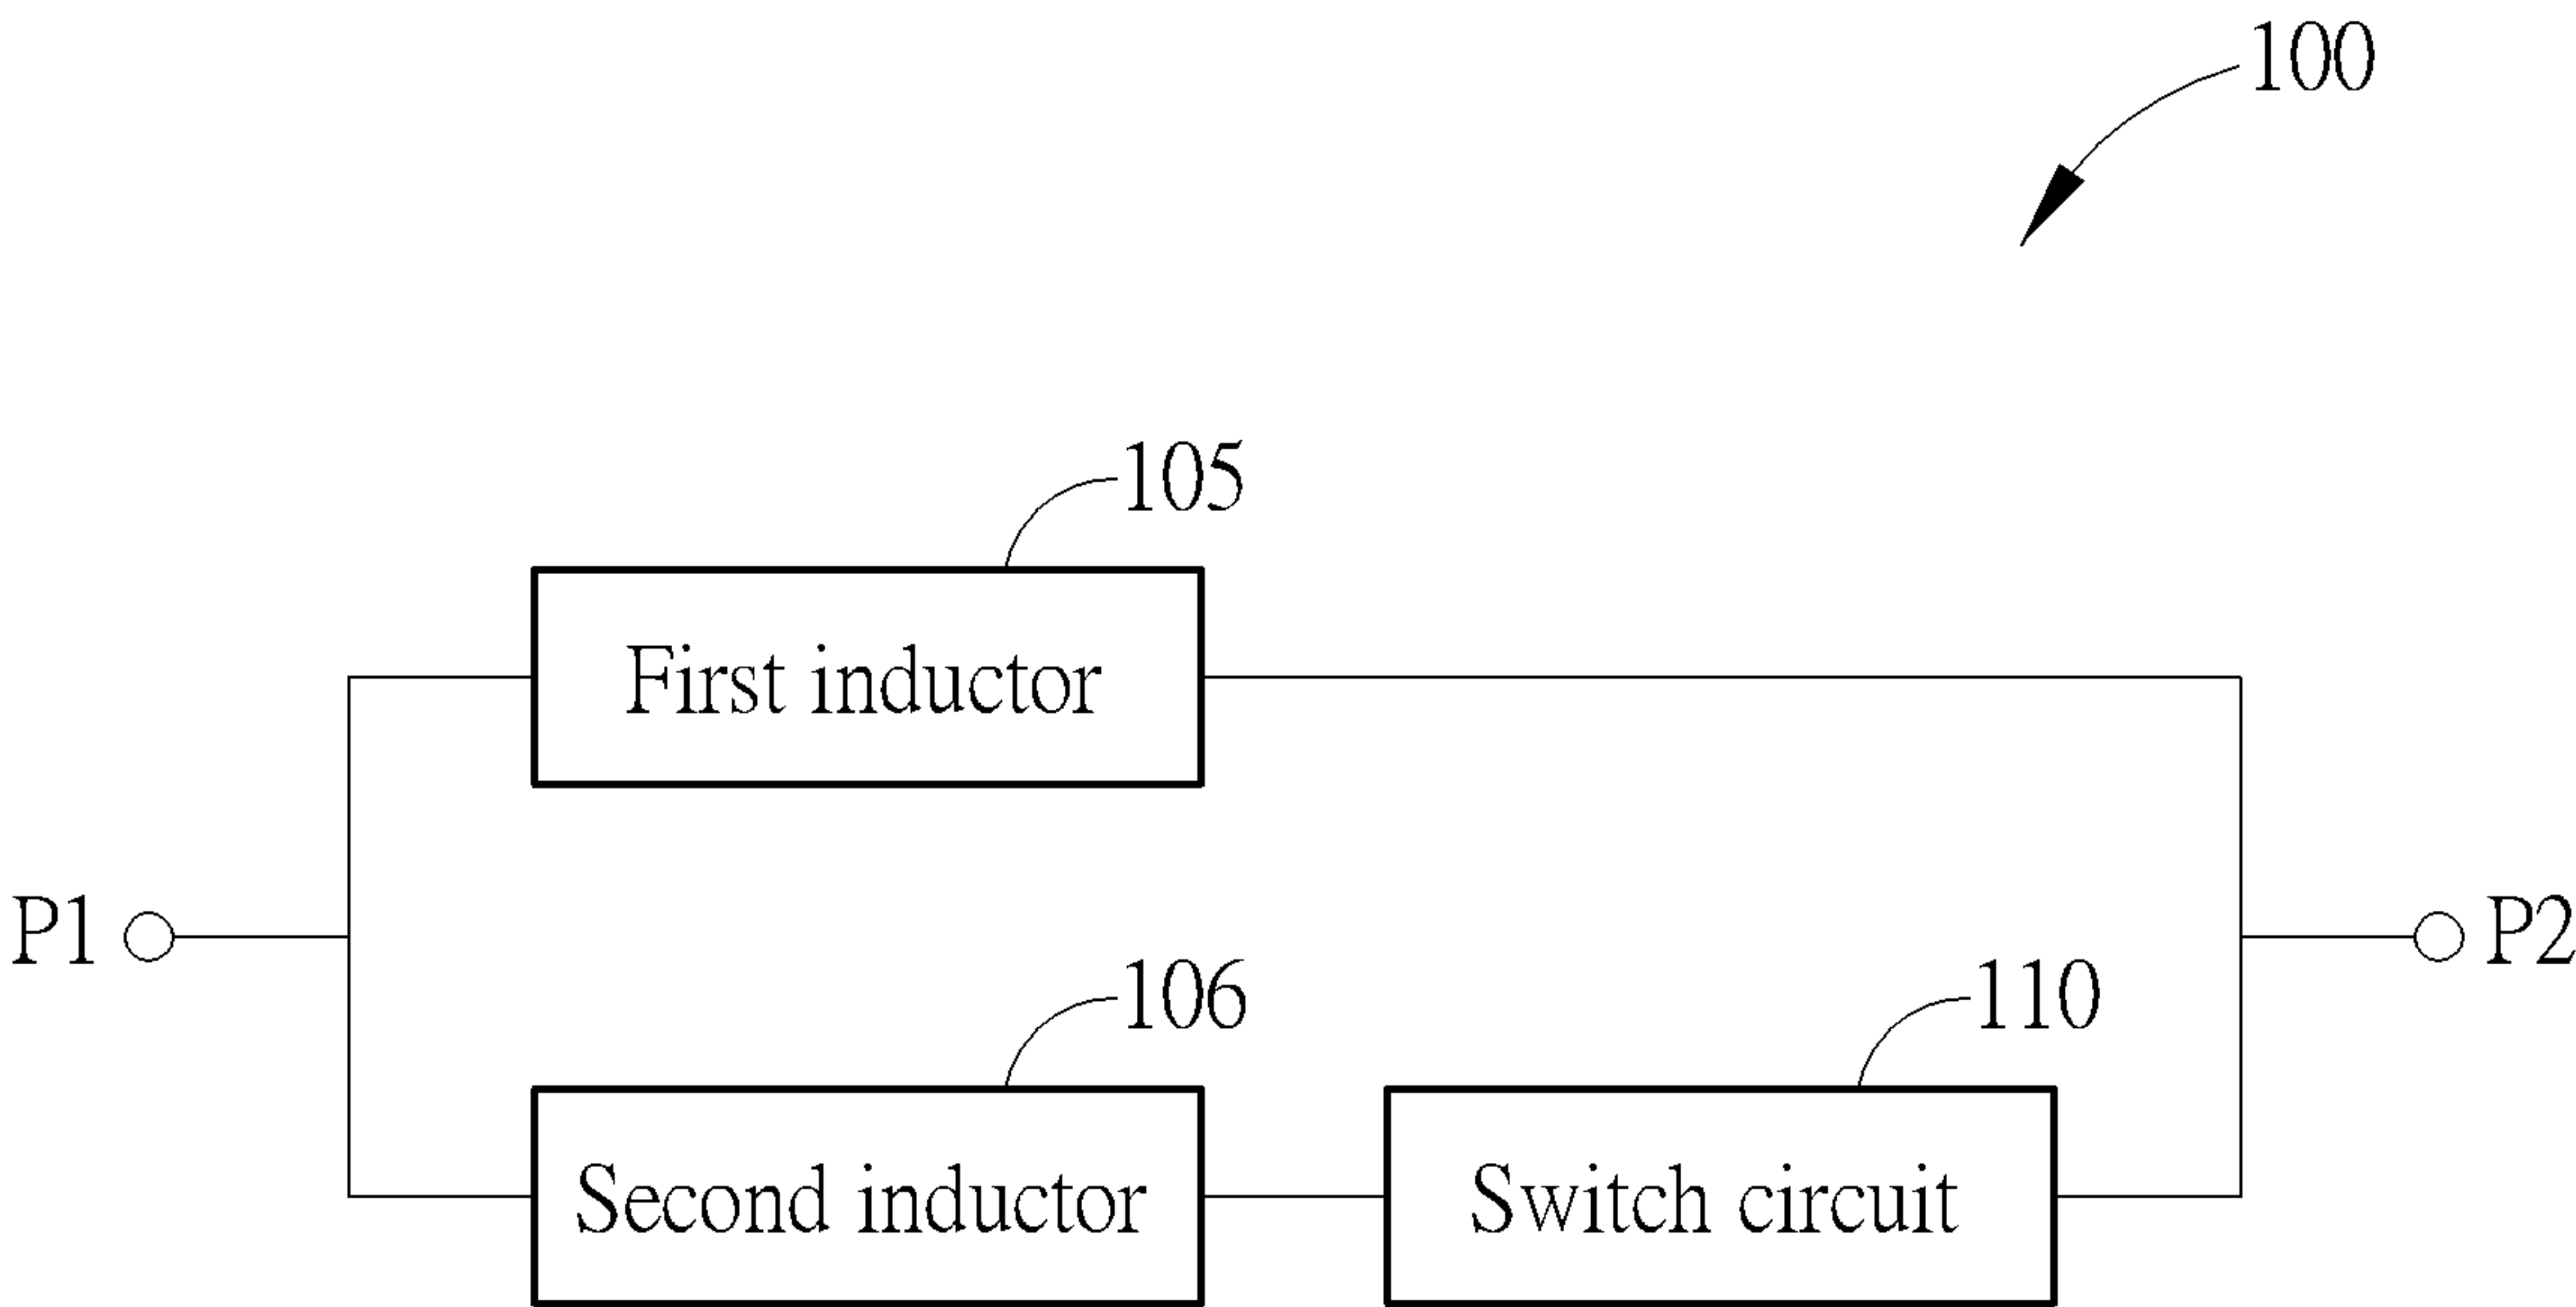 100
105
First inductor
P1
P2
106
110
Second inductor
Switch circuit